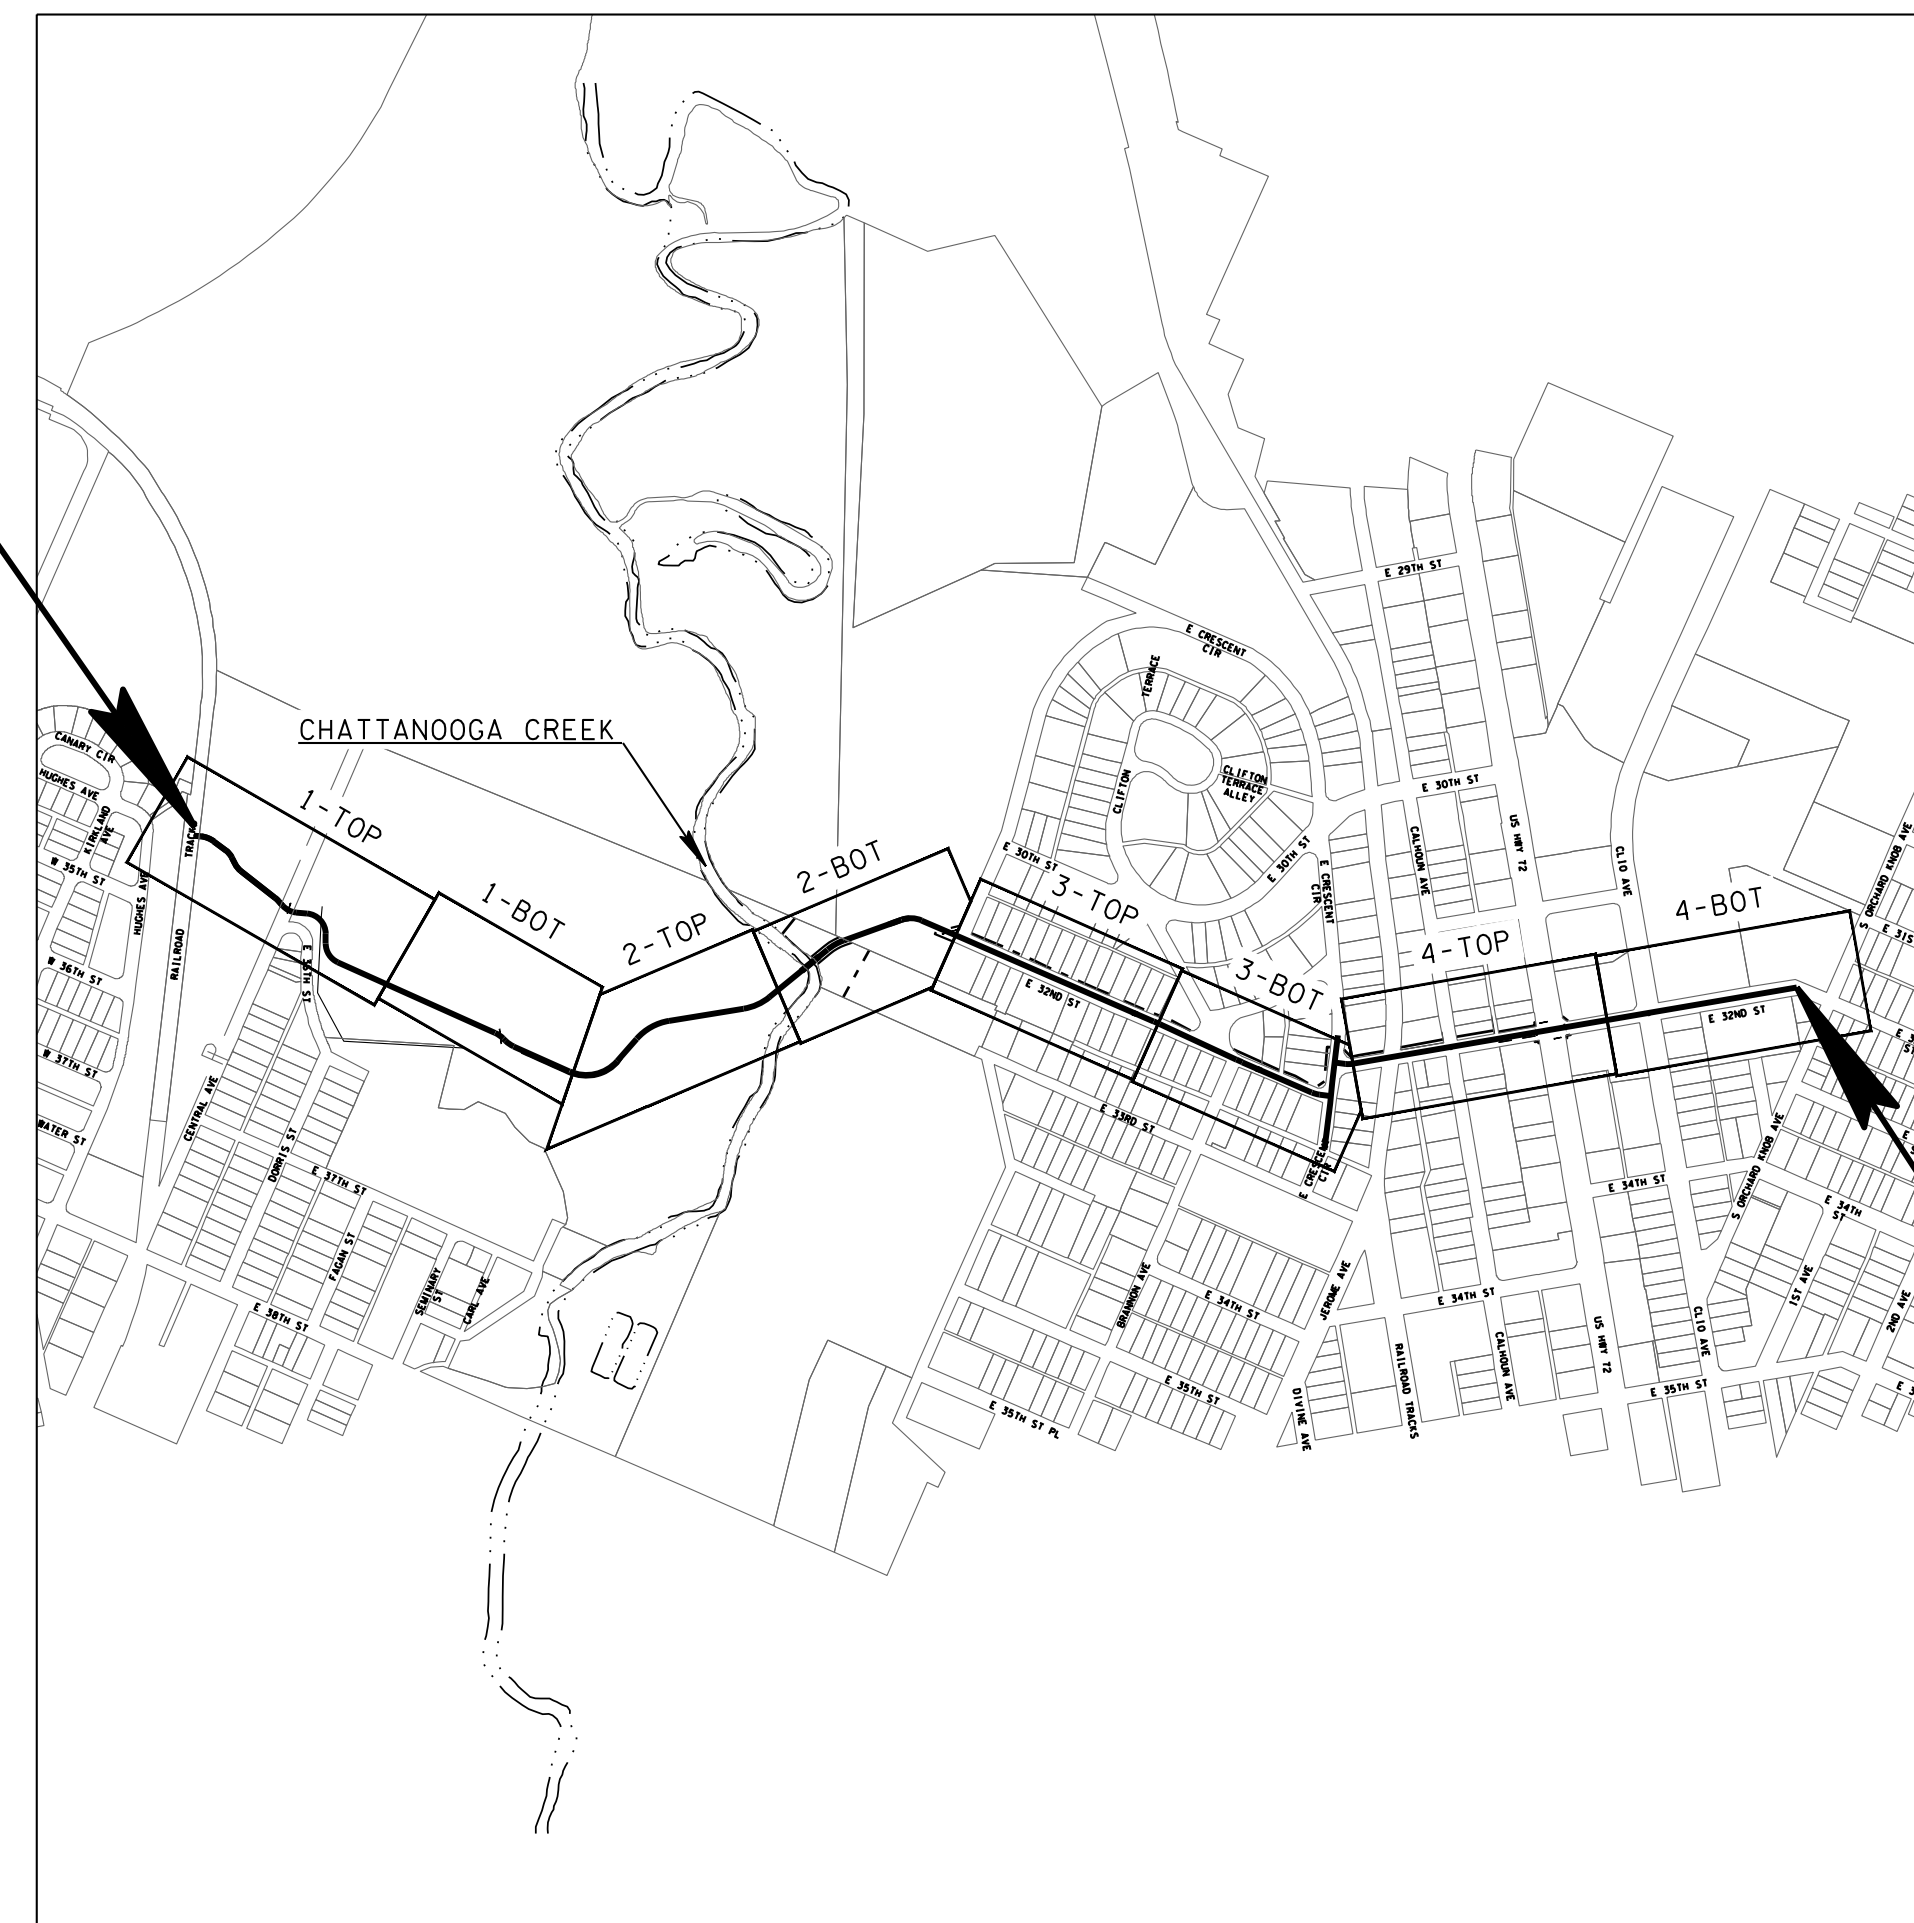 E 29TH ST
E CRESCENT
CIR
TERRACE
CHATTANOOGA CREEK
CANARY CIR
HUGHES AVE
KIRKLAND
AVE
W 35TH ST
HUGHES AVE
RAILROAD
TRACKS
1-TOP
1-BOT
2-TOP
2-BOT
CLIFTON
CLIFTON
TERRACE
ALLEY
E 30TH ST
E 30TH ST
E 30TH ST
E CRESCENT
CIR
CALHOUN AVE
US HWY 72
CLIO AVE
S ORCHARD KNOB AVE
3-TOP
3-BOT
4-TOP
4-BOT
W 36TH ST
E 36TH ST
E 32ND ST
E 32ND ST
W 37TH ST
WATER ST
CENTRAL AVE
DORRIS ST
E 37TH ST
FAGAN ST
SEMINARY
ST
CARL AVE
E 38TH ST
E 33RD ST
E CRESCENT
CIR
S ORCHARD KNOB AVE
E 34TH ST
E 34TH
ST
BRANNON AVE
E 34TH ST
JEROME AVE
E 34TH ST
1ST AVE
2ND AVE
E 35TH ST
E 35TH ST PL
DIVINE AVE
RAILROAD TRACKS
CALHOUN AVE
US HWY 72
CLIO AVE
E 35TH ST